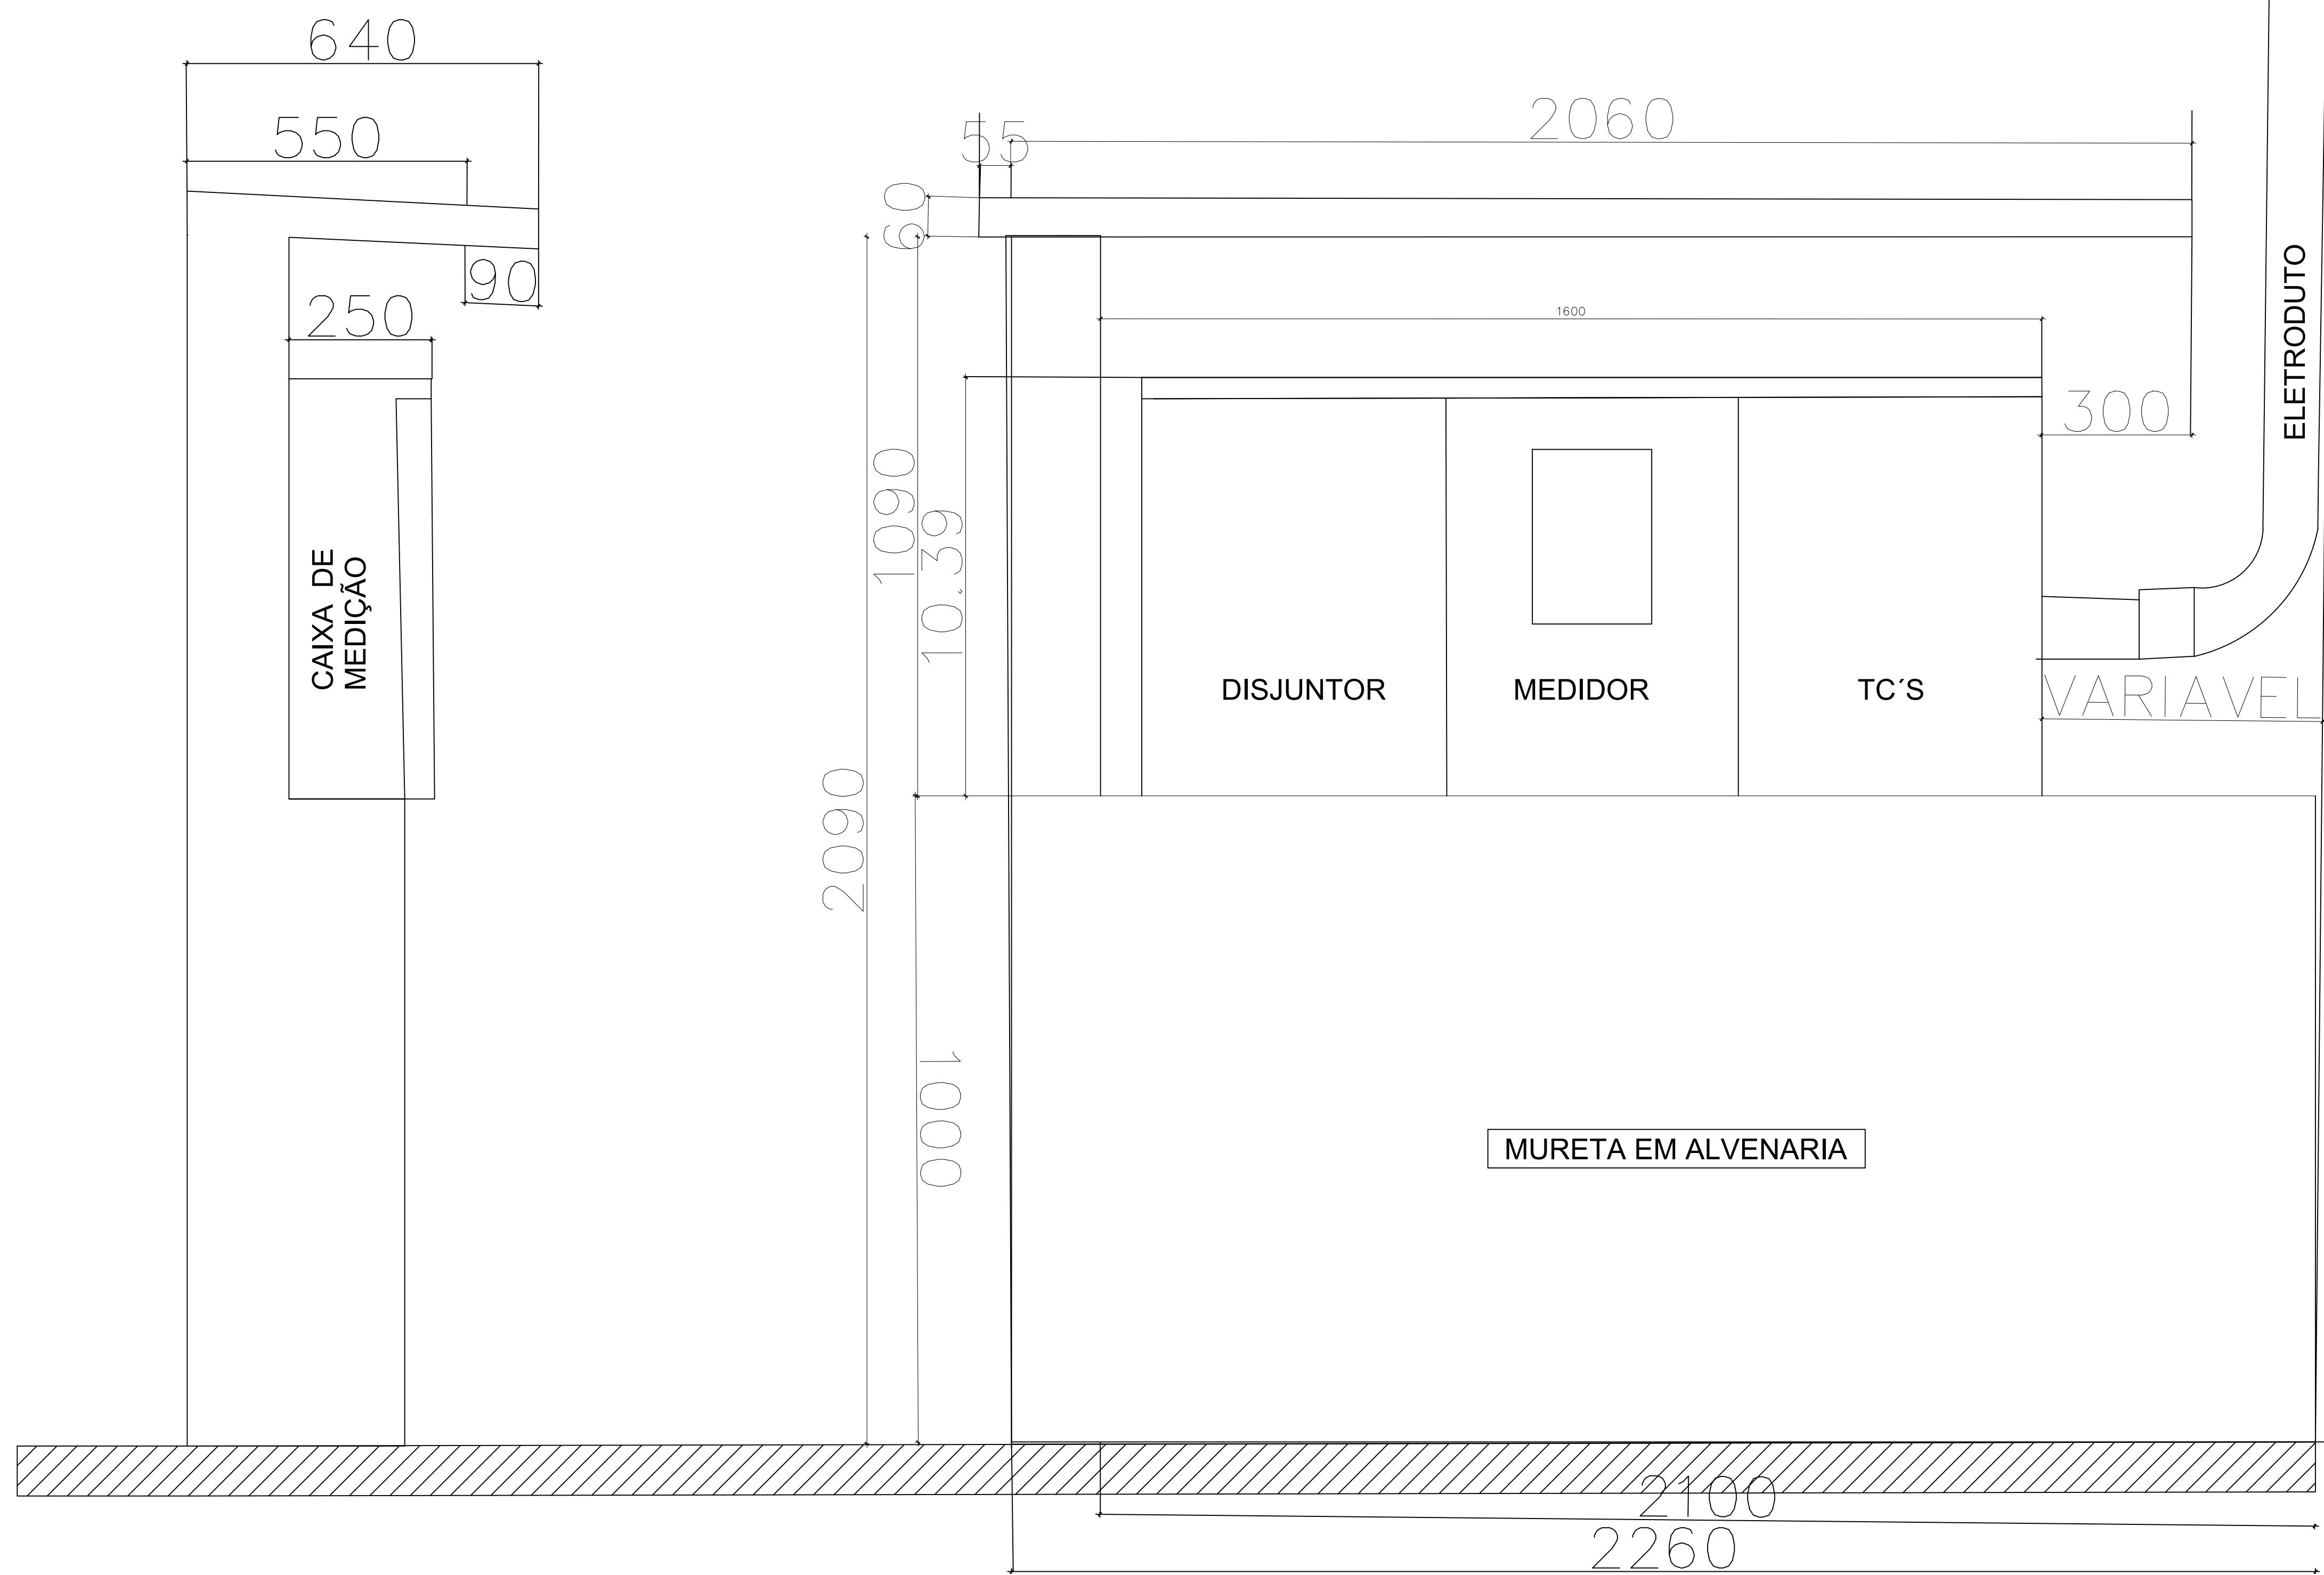 640
550
90
250
CAIXA DE
MEDIÇÃO
55
2060
60
1600
300
ELETRODUTO
1090
10.39
2090
1000
DISJUNTOR
MEDIDOR
TC´S
VARIAVEL
MURETA EM ALVENARIA
2100
2260